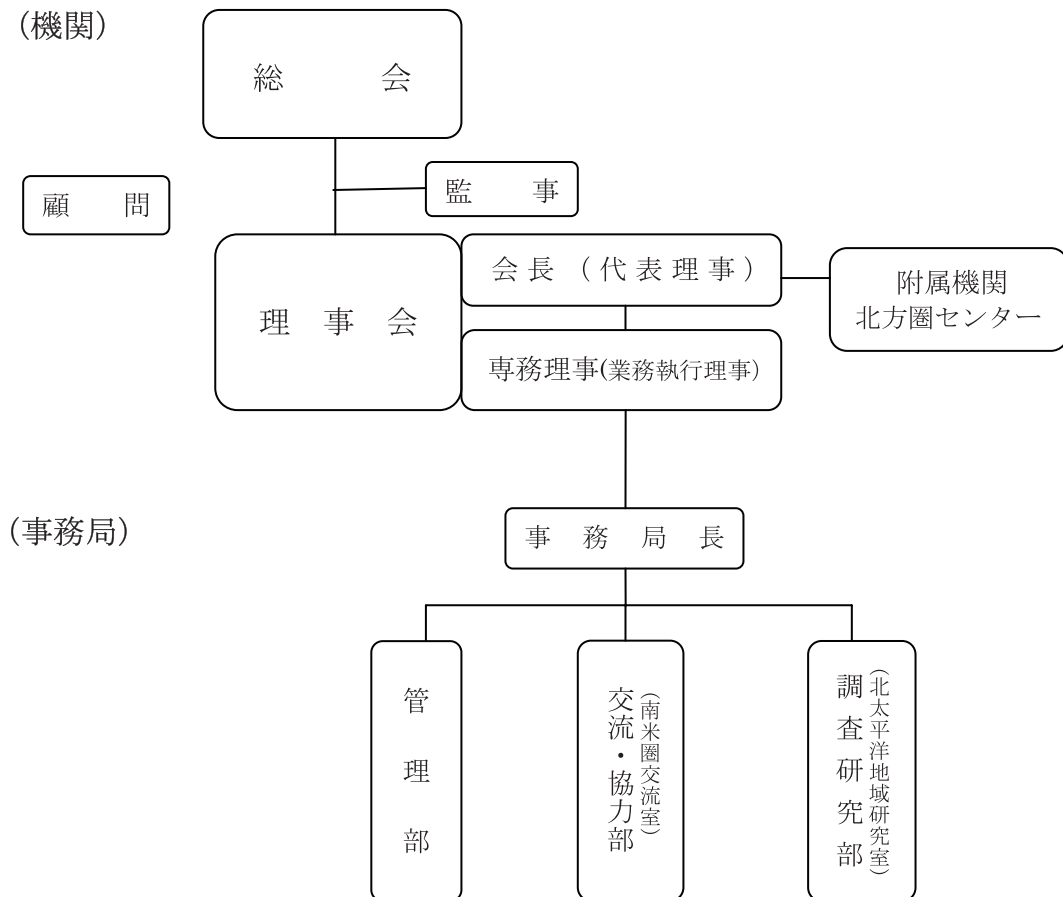 (機関)
総　会
監　事
顧　問
会長（代表理事）
附属機関
北方圏センター
理　事　会
専務理事(業務執行理事)
(事務局)
事　務　局　長
管理部
交流・協力部
(南米圏交流室)
調査研究部
(北太平洋地域研究室)